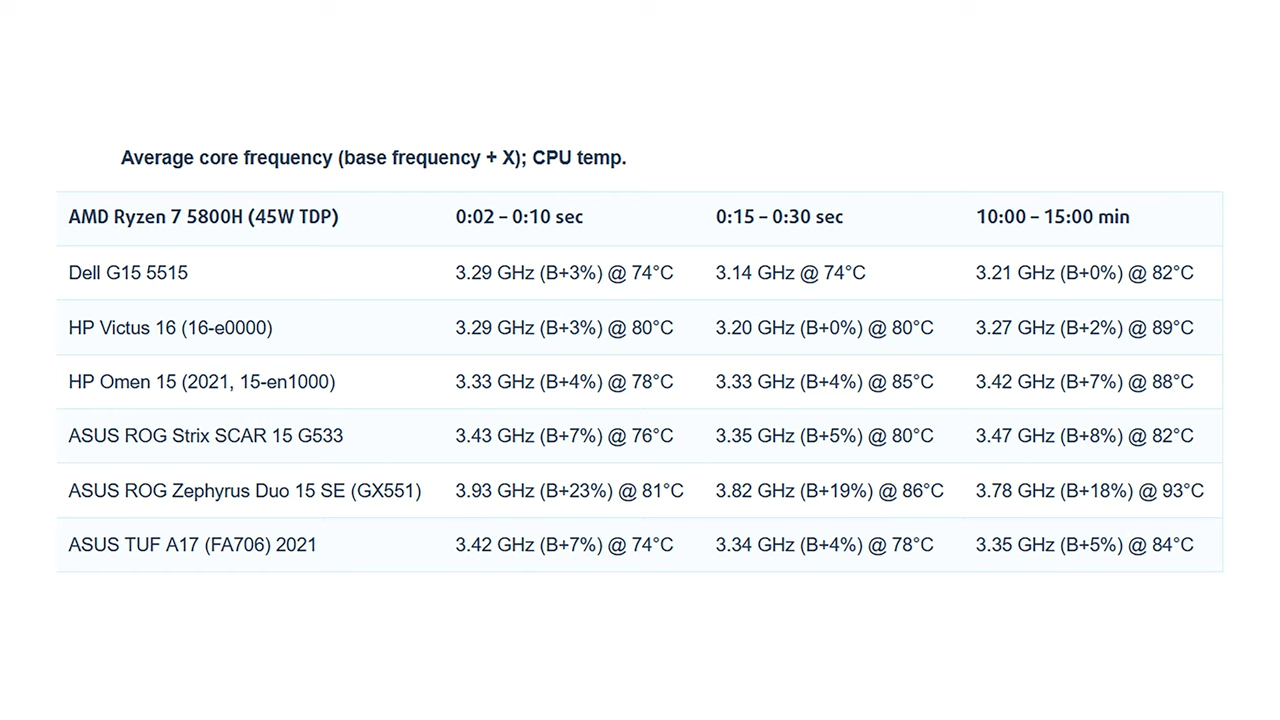 Average core frequency (base frequency + X); CPU temp.
AMD Ryzen 7 5800H (45W TDP) 0:02 – 0:10 sec 0:15 – 0:30 sec 10:00 – 15:00 min
Dell G15 5515 3.29 GHz (B+3%) @ 74°C 3.14 GHz @ 74°C 3.21 GHz (B+0%) @ 82°C
HP Victus 16 (16-e0000) 3.29 GHz (B+3%) @ 80°C 3.20 GHz (B+0%) @ 80°C 3.27 GHz (B+2%) @ 89°C
HP Omen 15 (2021, 15-en1000) 3.33 GHz (B+4%) @ 78°C 3.33 GHz (B+4%) @ 85°C 3.42 GHz (B+7%) @ 88°C
ASUS ROG Strix SCAR 15 G533 3.43 GHz (B+7%) @ 76°C 3.35 GHz (B+5%) @ 80°C 3.47 GHz (B+8%) @ 82°C
ASUS ROG Zephyrus Duo 15 SE (GX551) 3.93 GHz (B+23%) @ 81°C 3.82 GHz (B+19%) @ 86°C 3.78 GHz (B+18%) @ 93°C
ASUS TUF A17 (FA706) 2021 3.42 GHz (B+7%) @ 74°C 3.34 GHz (B+4%) @ 78°C 3.35 GHz (B+5%) @ 84°C